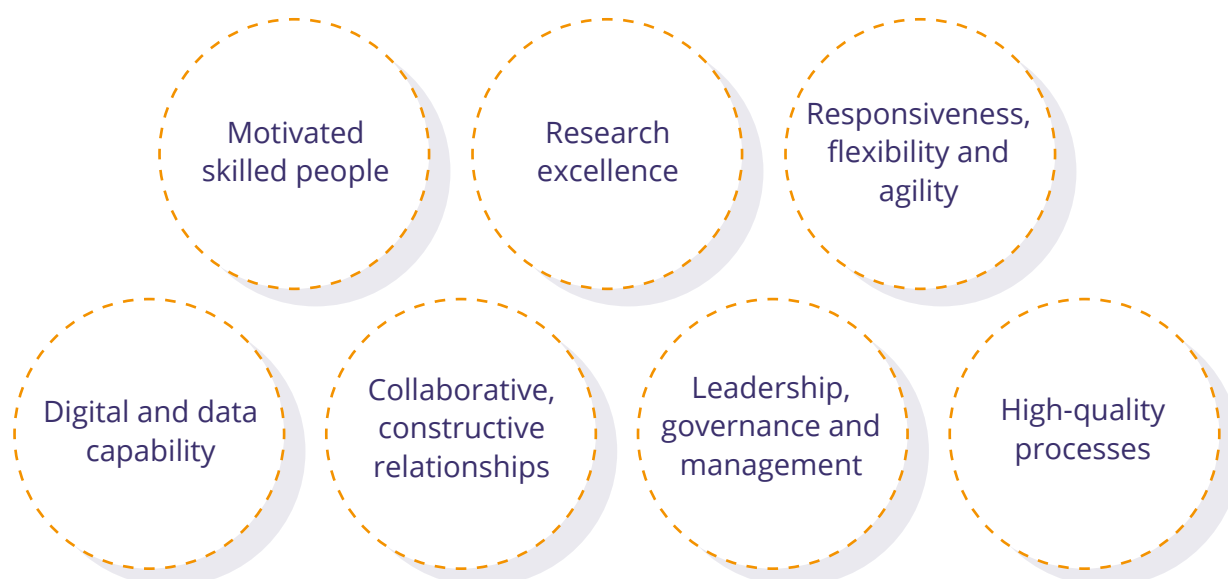 Motivated
skilled people
Research
excellence
Responsiveness,
flexibility and
agility
Digital and data
capability
Collaborative,
constructive
relationships
Leadership,
governance and
management
High-quality
processes